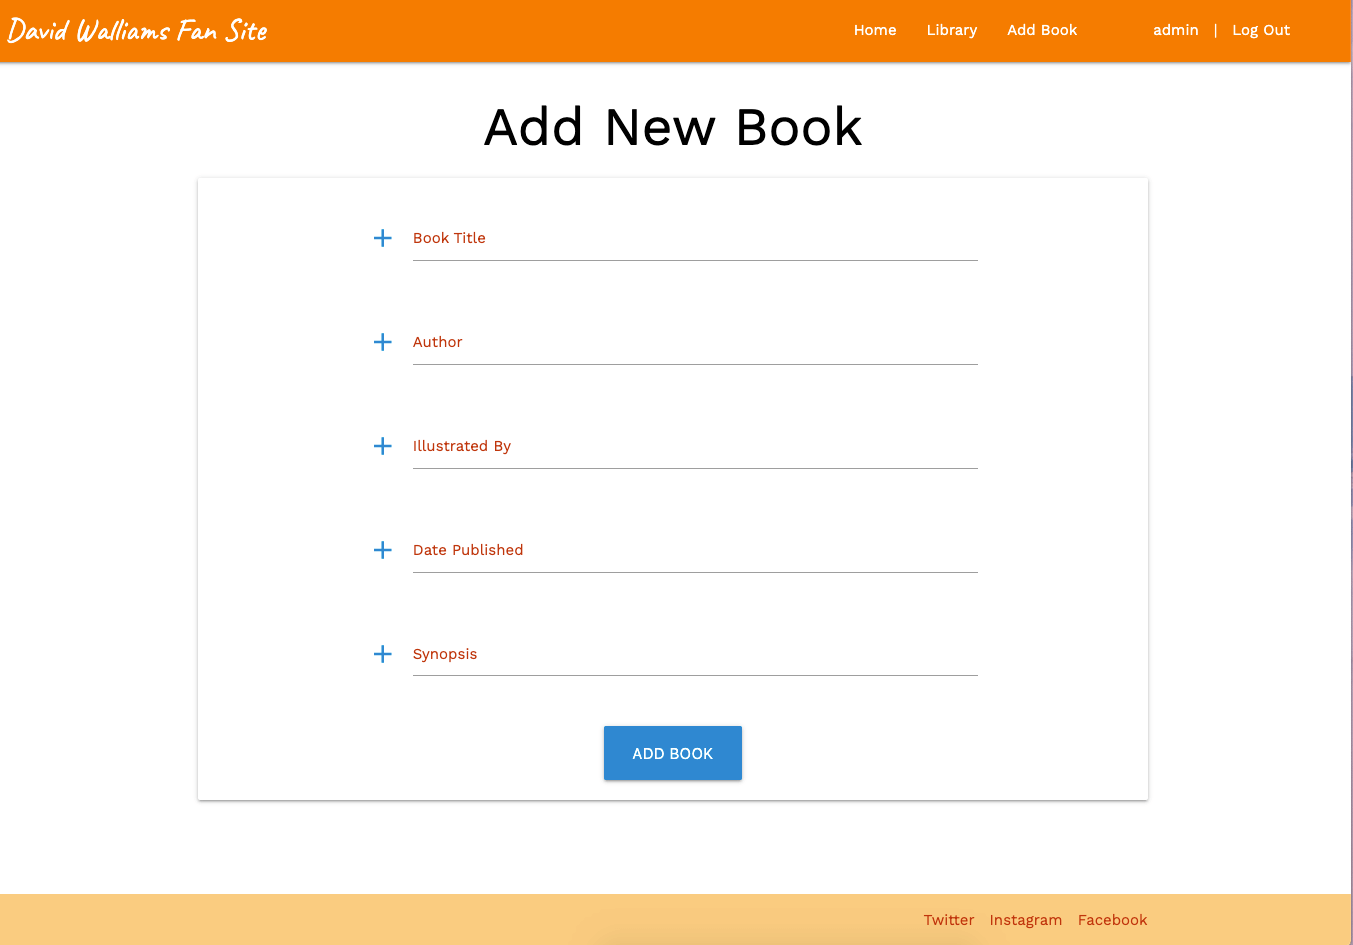 David Walliams Fan Site
Home Library Add Book admin | Log Out
Add New Book
Book Title
Author
Illustrated By
Date Published
Synopsis
ADD BOOK
Twitter Instagram Facebook